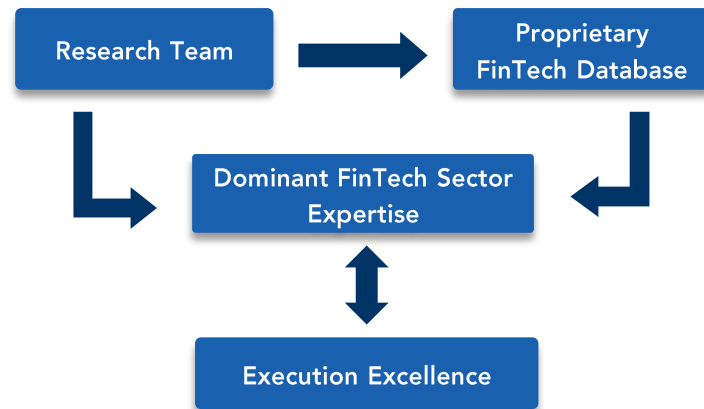 Research Team
Proprietary
FinTech Database
Dominant FinTech Sector
Expertise
Execution Excellence